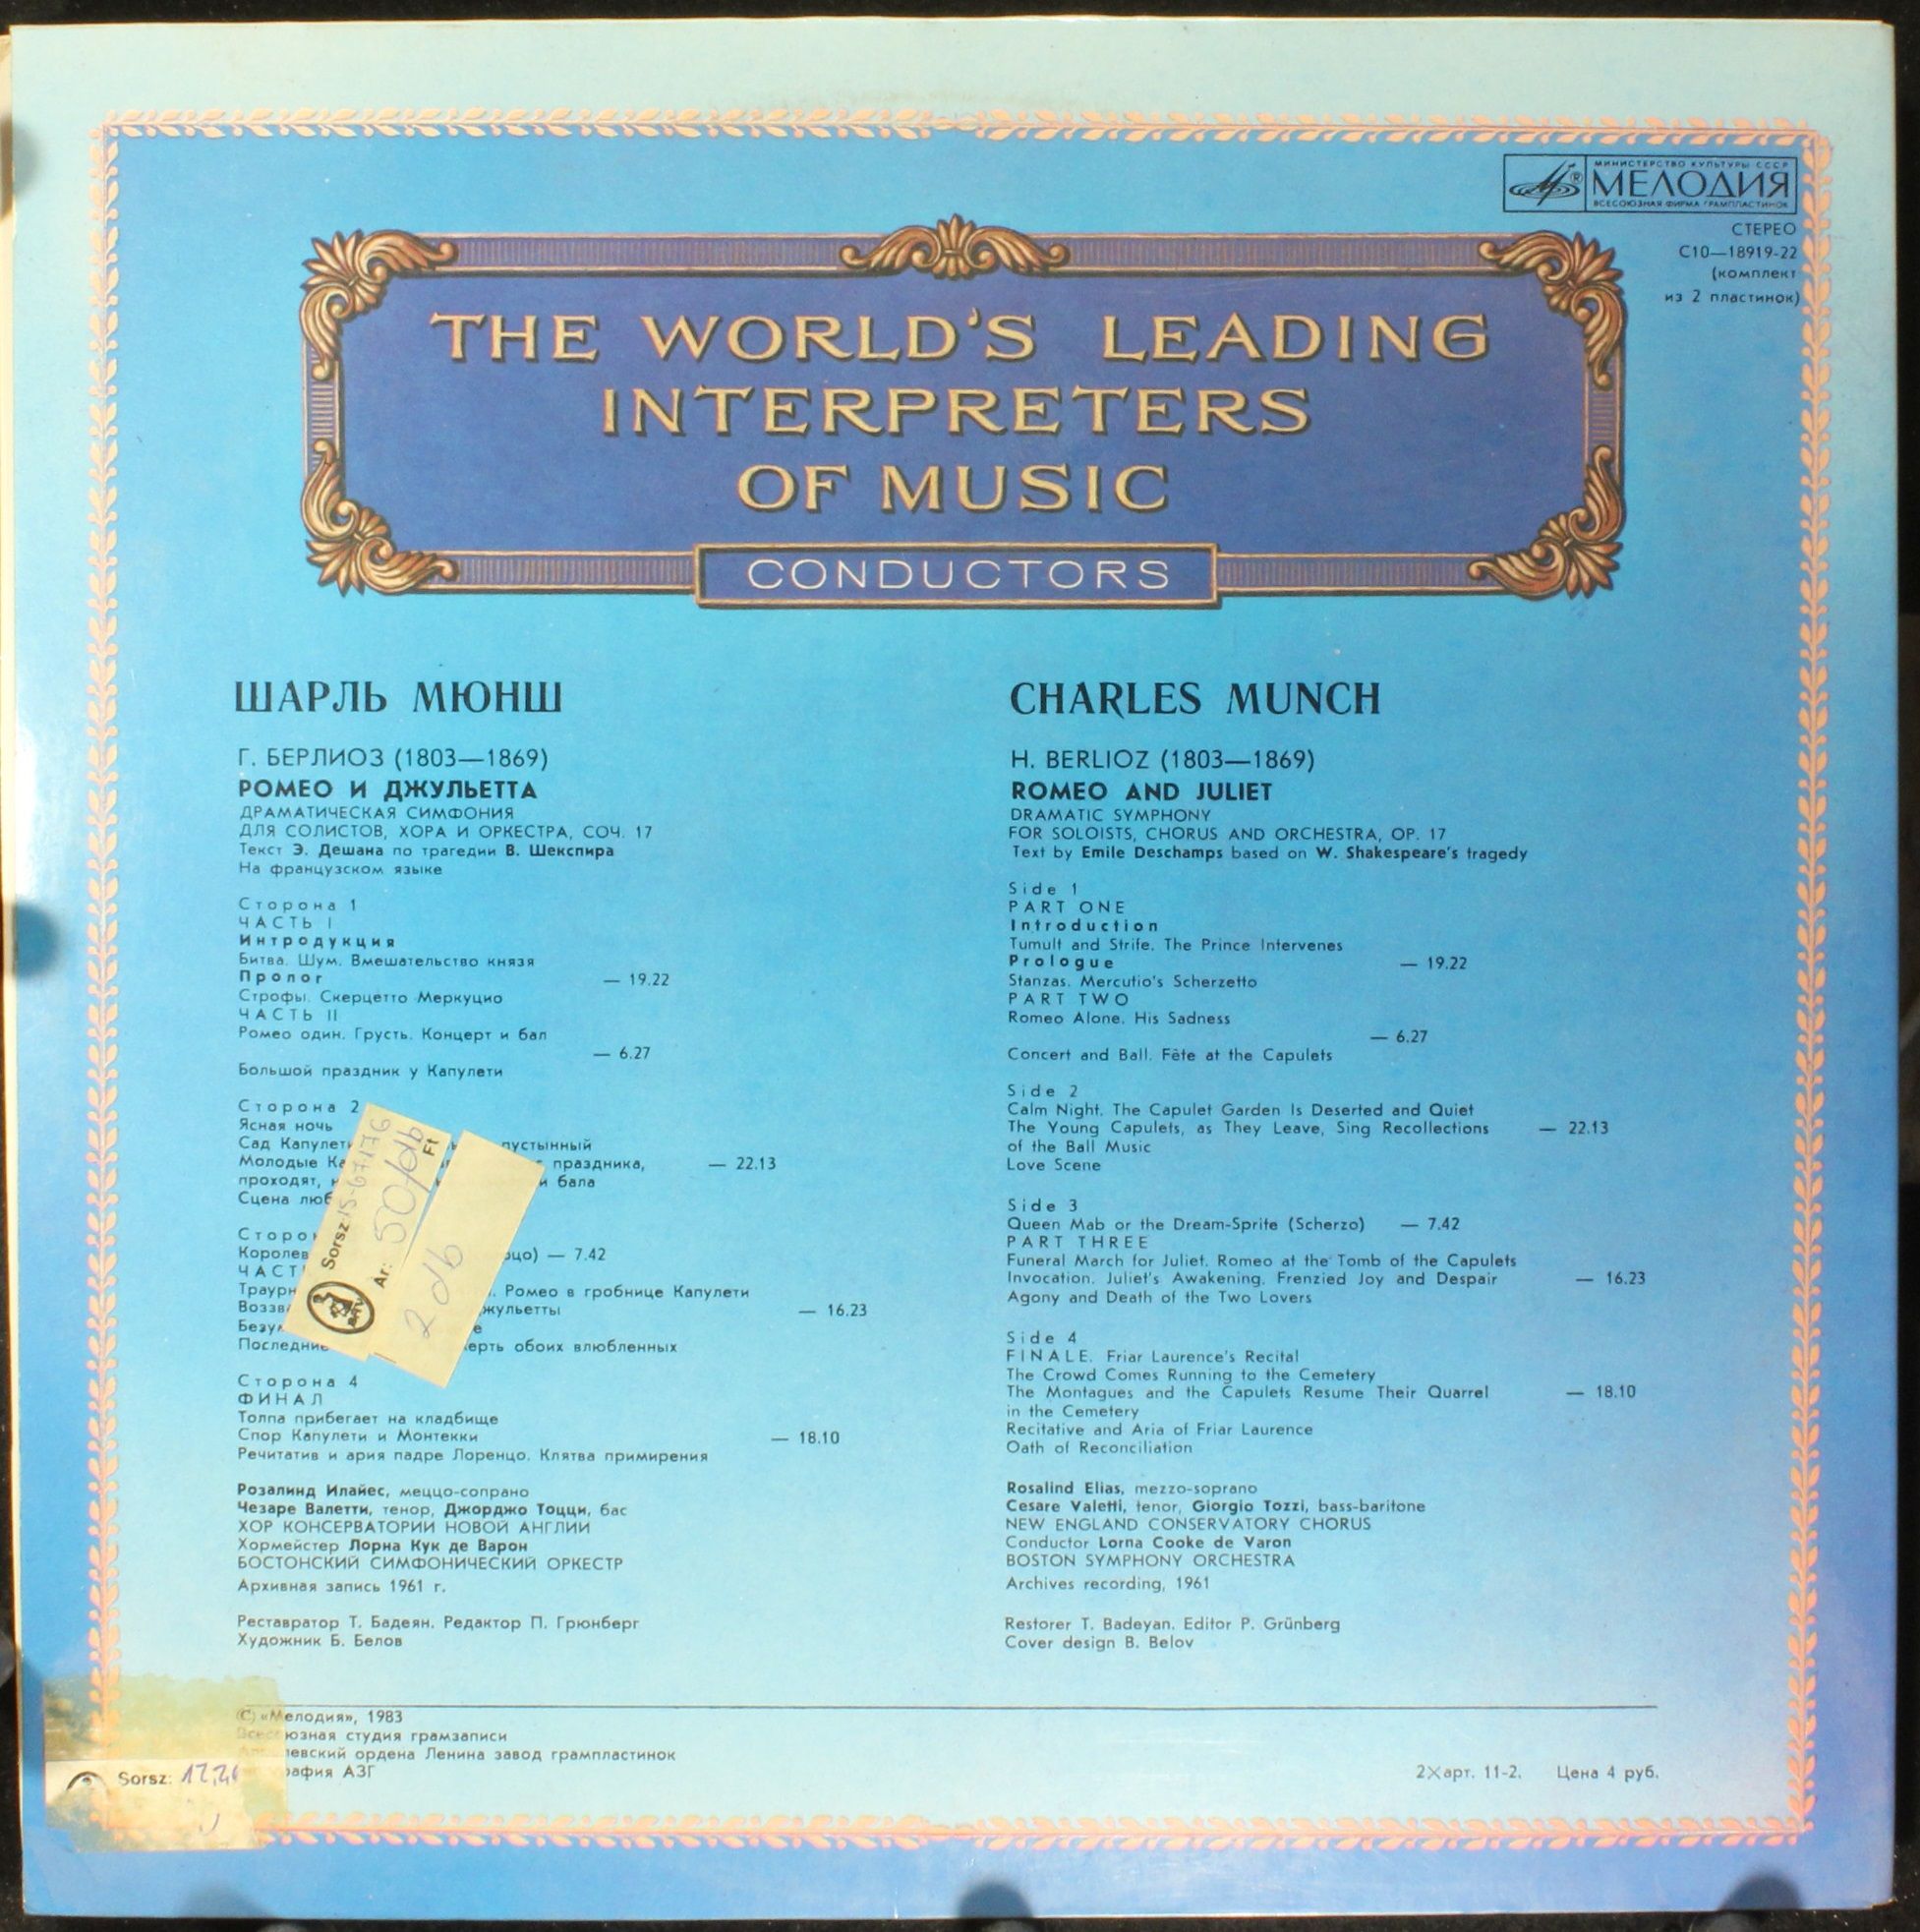 МИНИСТЕРСТВО КУЛЬТУРЫ СССР
МЕЛОДИЯ
ВСЕСОЮЗНАЯ ФИРМА ГРАМПЛАСТИНОК
СТЕРЕО
С10—18919-22
(комплект
из 2 пластинок)
THE WORLD'S LEADING
INTERPRETERS
OF MUSIC
CONDUCTORS
ШАРЛЬ МЮНШ
Г. БЕРЛИОЗ (1803—1869)
РОМЕО И ДЖУЛЬЕТТА
ДРАМАТИЧЕСКАЯ СИМФОНИЯ
ДЛЯ СОЛИСТОВ, ХОРА И ОРКЕСТРА, СОЧ. 17
Текст Э. Дешана по трагедии В. Шекспира
На французском языке
Сторона 1
ЧАСТЬ I
Интродукция
Битва. Шум. Вмешательство князя
Пролог — 19.22
Строфы. Скерцетто Меркуцио
ЧАСТЬ II
Ромео один. Грусть. Концерт и бал
— 6.27
Большой праздник у Капулети
Сторона 2
Ясная ночь
Сад Капулети пустынный
Молодые праздника, — 22.13
проходят, бала
Сцена
7.42
Ромео в гробнице Капулети
— 16.23
обоих влюбленных
Сторона 4
ФИНАЛ
Толпа прибегает на кладбище
Спор Капулети и Монтекки — 18.10
Речитатив и ария падре Лоренцо. Клятва примирения
Розалинд Илайес, меццо-сопрано
Чезаре Валетти, тенор, Джорджо Тоцци, бас
ХОР КОНСЕРВАТОРИИ НОВОЙ АНГЛИИ
Хормейстер Лорна Кук де Варон
БОСТОНСКИЙ СИМФОНИЧЕСКИЙ ОРКЕСТР
Архивная запись 1961 г.
Реставратор Т. Бадеян. Редактор П. Грюнберг
Художник Б. Белов
CHARLES MUNCH
H. BERLIOZ (1803—1869)
ROMEO AND JULIET
DRAMATIC SYMPHONY
FOR SOLOISTS, CHORUS AND ORCHESTRA, OP. 17
Text by Emile Deschamps based on W. Shakespeare's tragedy
Side 1
PART ONE
Introduction
Tumult and Strife. The Prince Intervenes
Prologue — 19.22
Stanzas. Mercutio's Scherzetto
PART TWO
Romeo Alone. His Sadness
— 6.27
Concert and Ball. Fête at the Capulets
Side 2
Calm Night. The Capulet Garden Is Deserted and Quiet
The Young Capulets, as They Leave, Sing Recollections — 22.13
of the Ball Music
Love Scene
Side 3
Queen Mab or the Dream-Sprite (Scherzo) — 7.42
PART THREE
Funeral March for Juliet. Romeo at the Tomb of the Capulets
Invocation. Juliet's Awakening. Frenzied Joy and Despair — 16.23
Agony and Death of the Two Lovers
Side 4
FINALE. Friar Laurence's Recital
The Crowd Comes Running to the Cemetery
The Montagues and the Capulets Resume Their Quarrel — 18.10
in the Cemetery
Recitative and Aria of Friar Laurence
Oath of Reconciliation
Rosalind Elias, mezzo-soprano
Cesare Valetti, tenor, Giorgio Tozzi, bass-baritone
NEW ENGLAND CONSERVATORY CHORUS
Conductor Lorna Cooke de Varon
BOSTON SYMPHONY ORCHESTRA
Archives recording, 1961
Restorer T. Badeyan. Editor P. Grünberg
Cover design B. Belov
Sorsz:
Ár: 50/db Ft
2 db
(C) «Мелодия», 1983
студия грамзаписи
ордена Ленина завод грампластинок
АЗГ
Sorsz:
2×арт. 11-2. Цена 4 руб.